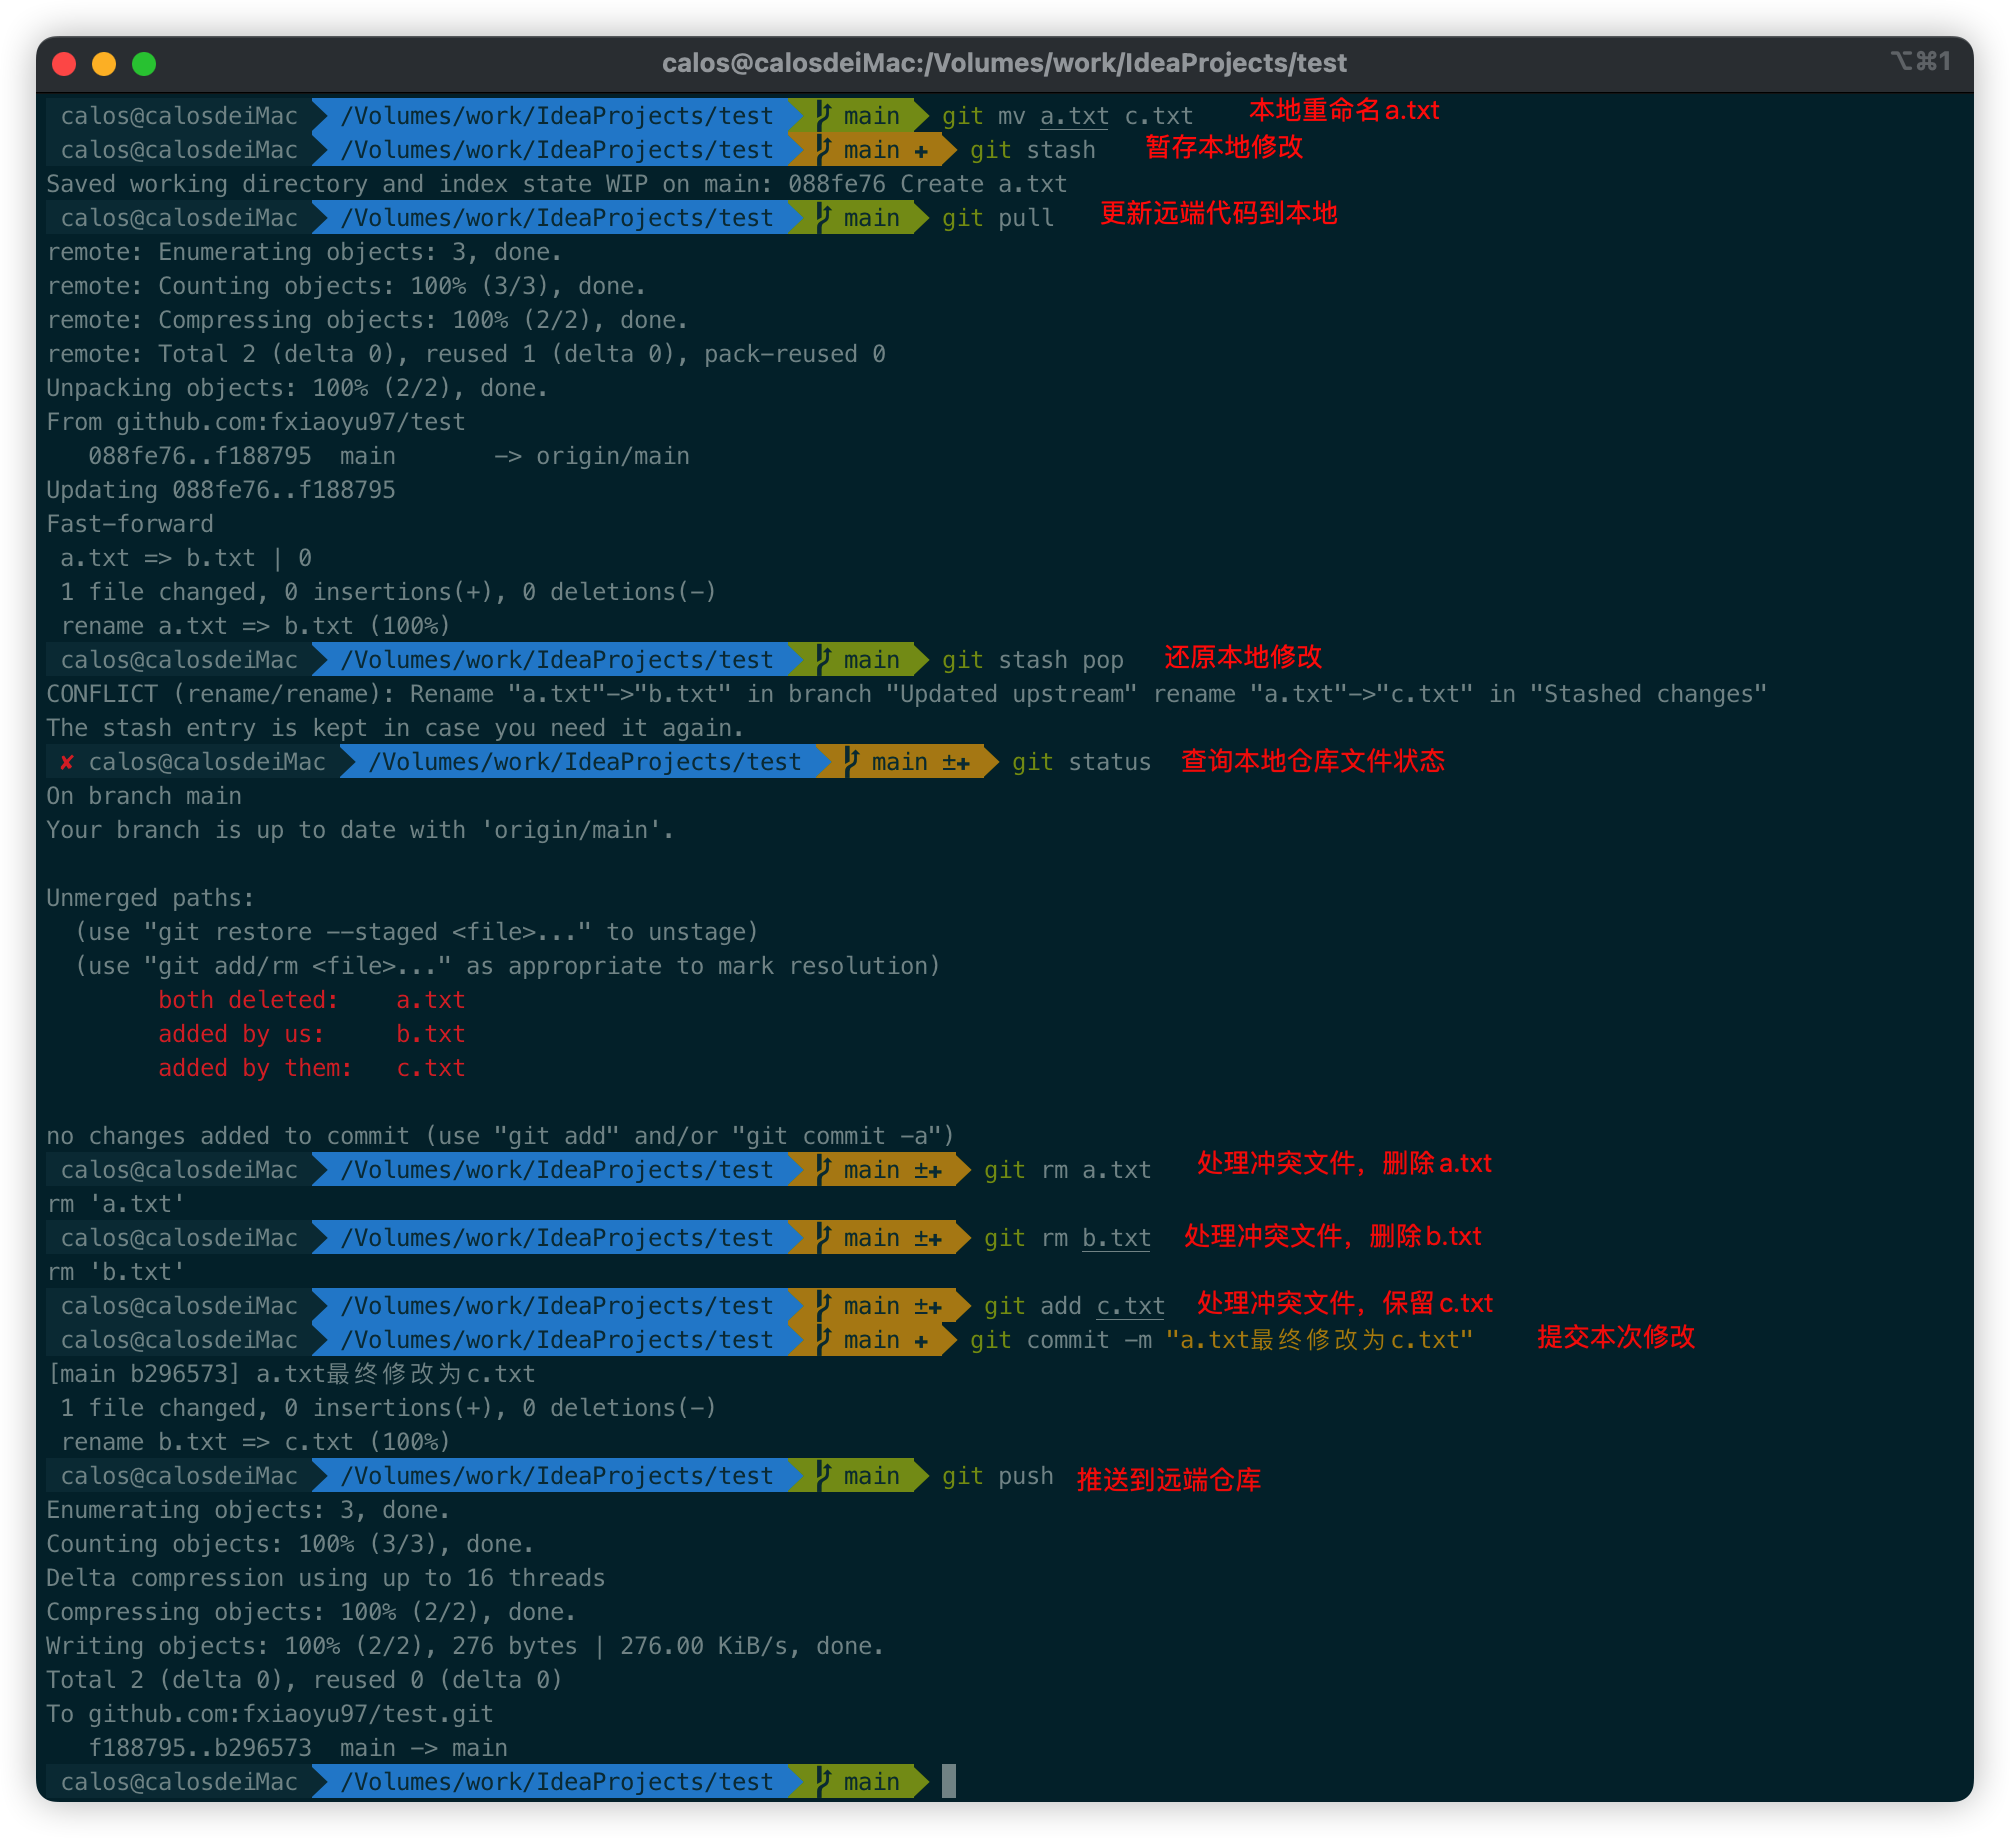 calos@calosdeiMac:/Volumes/work/IdeaProjects/test ⌥⌘1
calos@calosdeiMac /Volumes/work/IdeaProjects/test main git mv a.txt c.txt 本地重命名a.txt
calos@calosdeiMac /Volumes/work/IdeaProjects/test main ✚ git stash 暂存本地修改
Saved working directory and index state WIP on main: 088fe76 Create a.txt
calos@calosdeiMac /Volumes/work/IdeaProjects/test main git pull 更新远端代码到本地
remote: Enumerating objects: 3, done.
remote: Counting objects: 100% (3/3), done.
remote: Compressing objects: 100% (2/2), done.
remote: Total 2 (delta 0), reused 1 (delta 0), pack-reused 0
Unpacking objects: 100% (2/2), done.
From github.com:fxiaoyu97/test
   088fe76..f188795  main       -> origin/main
Updating 088fe76..f188795
Fast-forward
 a.txt => b.txt | 0
 1 file changed, 0 insertions(+), 0 deletions(-)
 rename a.txt => b.txt (100%)
calos@calosdeiMac /Volumes/work/IdeaProjects/test main git stash pop 还原本地修改
CONFLICT (rename/rename): Rename "a.txt"->"b.txt" in branch "Updated upstream" rename "a.txt"->"c.txt" in "Stashed changes"
The stash entry is kept in case you need it again.
✘ calos@calosdeiMac /Volumes/work/IdeaProjects/test main ±✚ git status 查询本地仓库文件状态
On branch main
Your branch is up to date with 'origin/main'.
Unmerged paths:
  (use "git restore --staged <file>..." to unstage)
  (use "git add/rm <file>..." as appropriate to mark resolution)
        both deleted:    a.txt
        added by us:     b.txt
        added by them:   c.txt
no changes added to commit (use "git add" and/or "git commit -a")
calos@calosdeiMac /Volumes/work/IdeaProjects/test main ±✚ git rm a.txt 处理冲突文件，删除a.txt
rm 'a.txt'
calos@calosdeiMac /Volumes/work/IdeaProjects/test main ±✚ git rm b.txt 处理冲突文件，删除b.txt
rm 'b.txt'
calos@calosdeiMac /Volumes/work/IdeaProjects/test main ±✚ git add c.txt 处理冲突文件，保留c.txt
calos@calosdeiMac /Volumes/work/IdeaProjects/test main ✚ git commit -m "a.txt最终修改为c.txt" 提交本次修改
[main b296573] a.txt最终修改为c.txt
 1 file changed, 0 insertions(+), 0 deletions(-)
 rename b.txt => c.txt (100%)
calos@calosdeiMac /Volumes/work/IdeaProjects/test main git push 推送到远端仓库
Enumerating objects: 3, done.
Counting objects: 100% (3/3), done.
Delta compression using up to 16 threads
Compressing objects: 100% (2/2), done.
Writing objects: 100% (2/2), 276 bytes | 276.00 KiB/s, done.
Total 2 (delta 0), reused 0 (delta 0)
To github.com:fxiaoyu97/test.git
   f188795..b296573  main -> main
calos@calosdeiMac /Volumes/work/IdeaProjects/test main